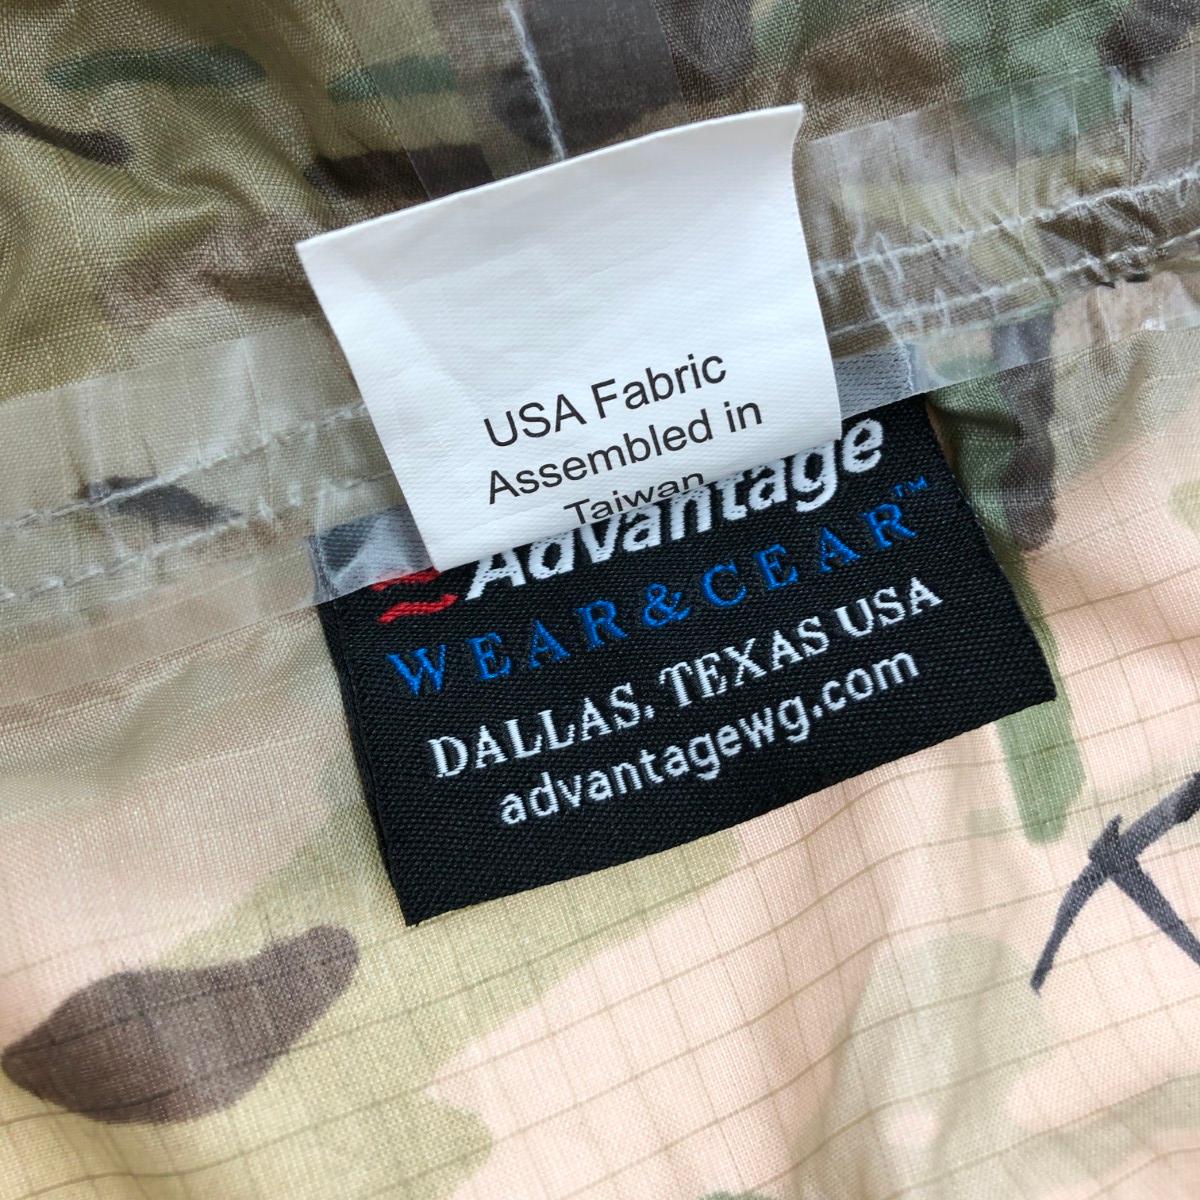 USA Fabric
Assembled in
Taiwan
Advantage
WEAR & GEAR™
DALLAS, TEXAS USA
advantagewg.com